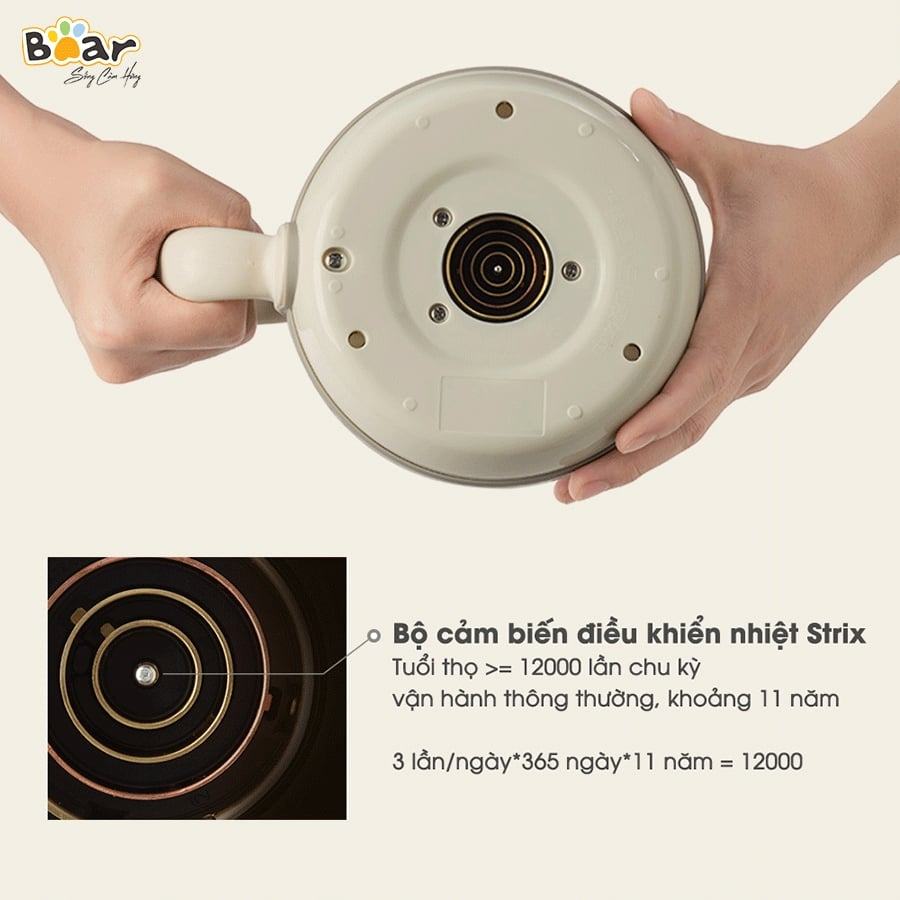 Bear
Sống Cảm Hứng
Bộ cảm biến điều khiển nhiệt Strix
Tuổi thọ >= 12000 lần chu kỳ
vận hành thông thường, khoảng 11 năm
3 lần/ngày*365 ngày*11 năm = 12000